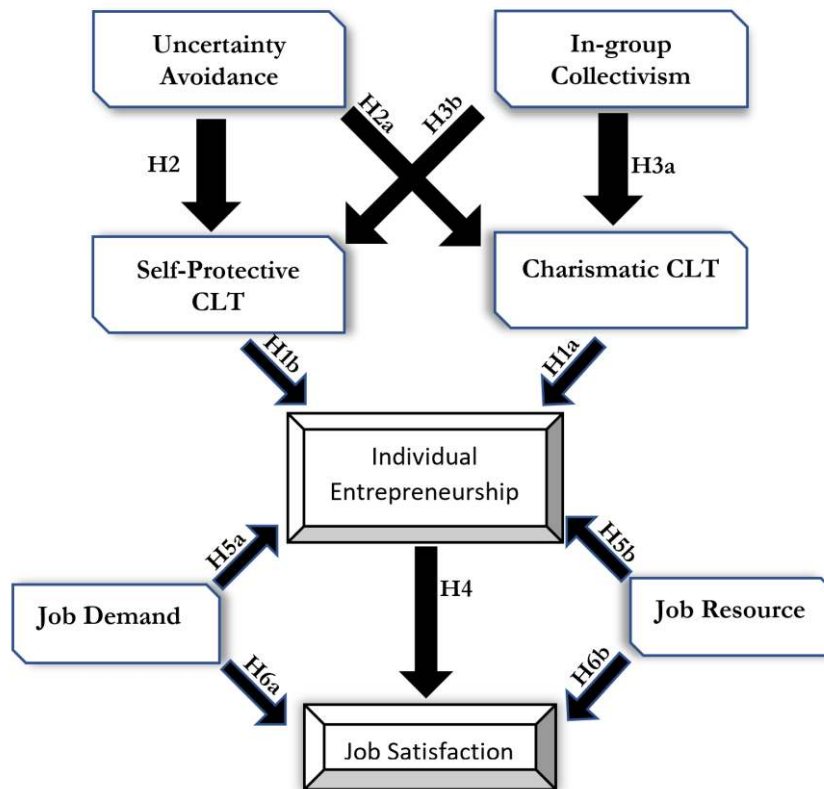 Uncertainty
Avoidance
In-group
Collectivism
H2
H2a
H3b
H3a
Self-Protective
CLT
Charismatic CLT
H1b
H1a
Individual
Entrepreneurship
H5a
H5b
Job Demand
H4
Job Resource
H6a
H6b
Job Satisfaction